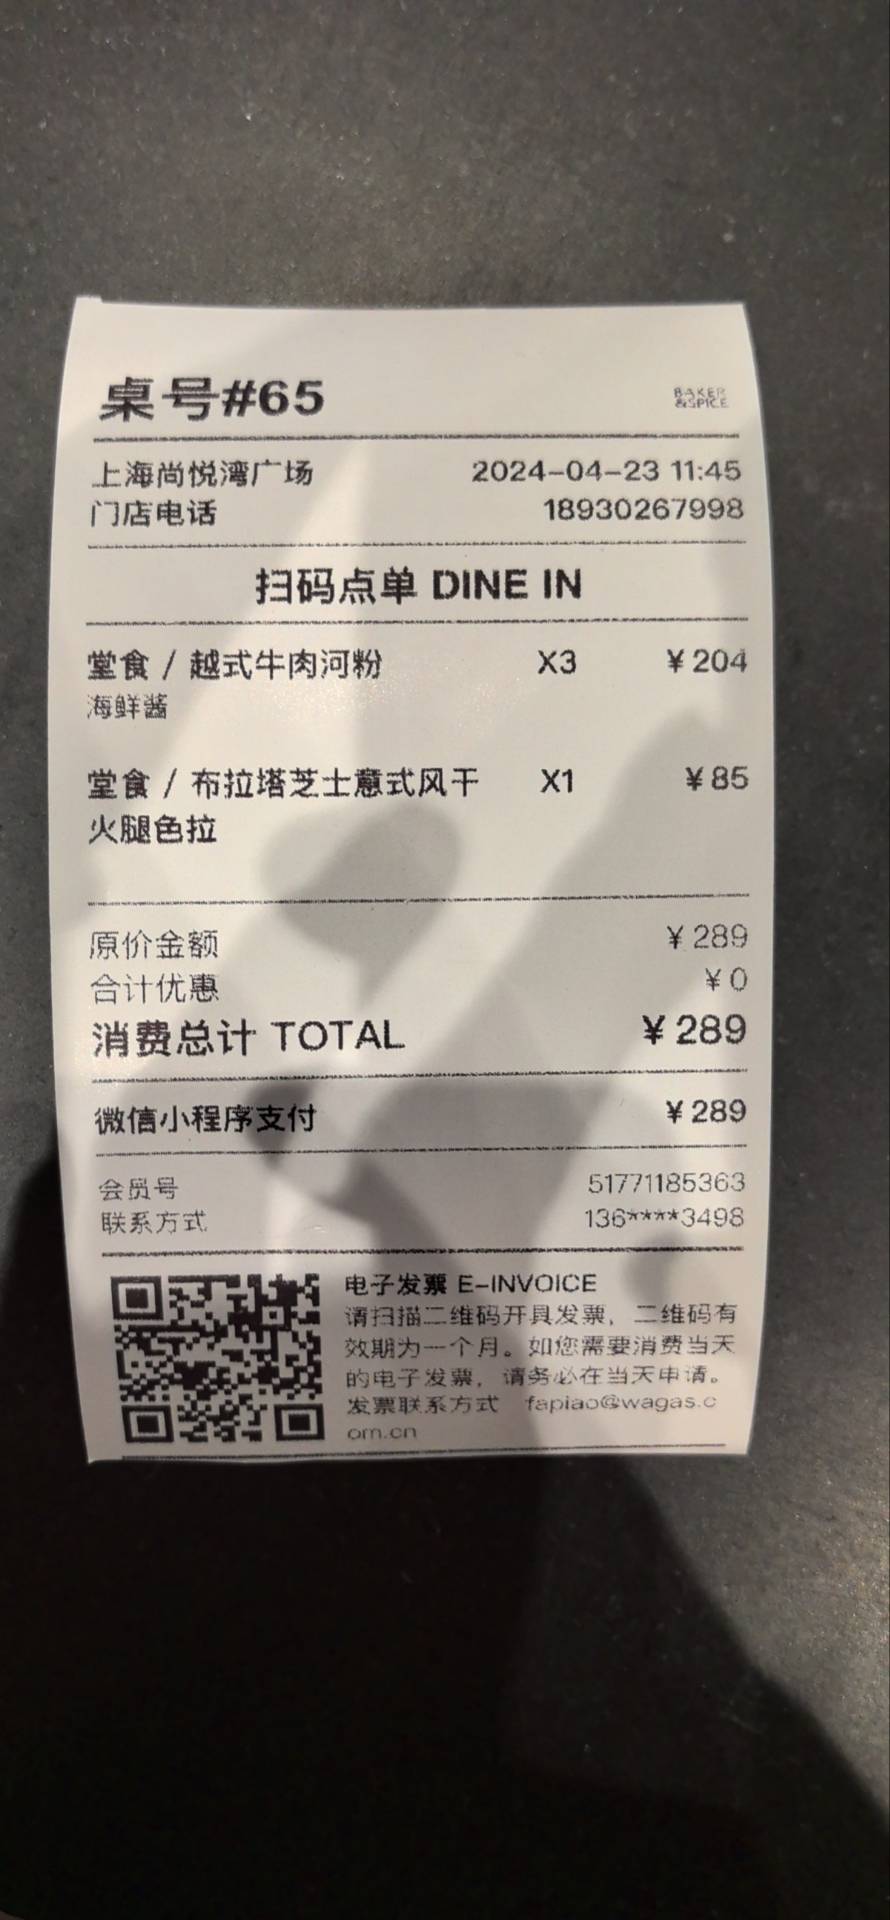 桌号#65
BAKER
&SPICE
上海尚悦湾广场 2024-04-23 11:45
门店电话 18930267998
扫码点单 DINE IN
堂食 / 越式牛肉河粉 X3 ¥204
海鲜酱
堂食 / 布拉塔芝士意式风干 X1 ¥85
火腿色拉
原价金额 ¥289
合计优惠 ¥0
消费总计 TOTAL ¥289
微信小程序支付 ¥289
会员号 51771185363
联系方式 136****3498
电子发票 E-INVOICE
请扫描二维码开具发票，二维码有
效期为一个月。如您需要消费当天
的电子发票，请务必在当天申请。
发票联系方式 fapiao@wagas.c
om.cn